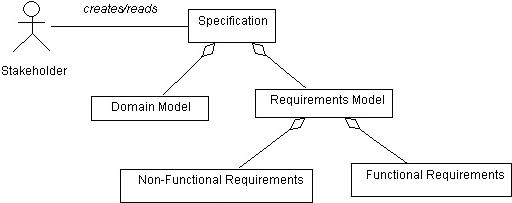 creates/reads
Specification
Stakeholder
Domain Model
Requirements Model
Non-Functional Requirements
Functional Requirements